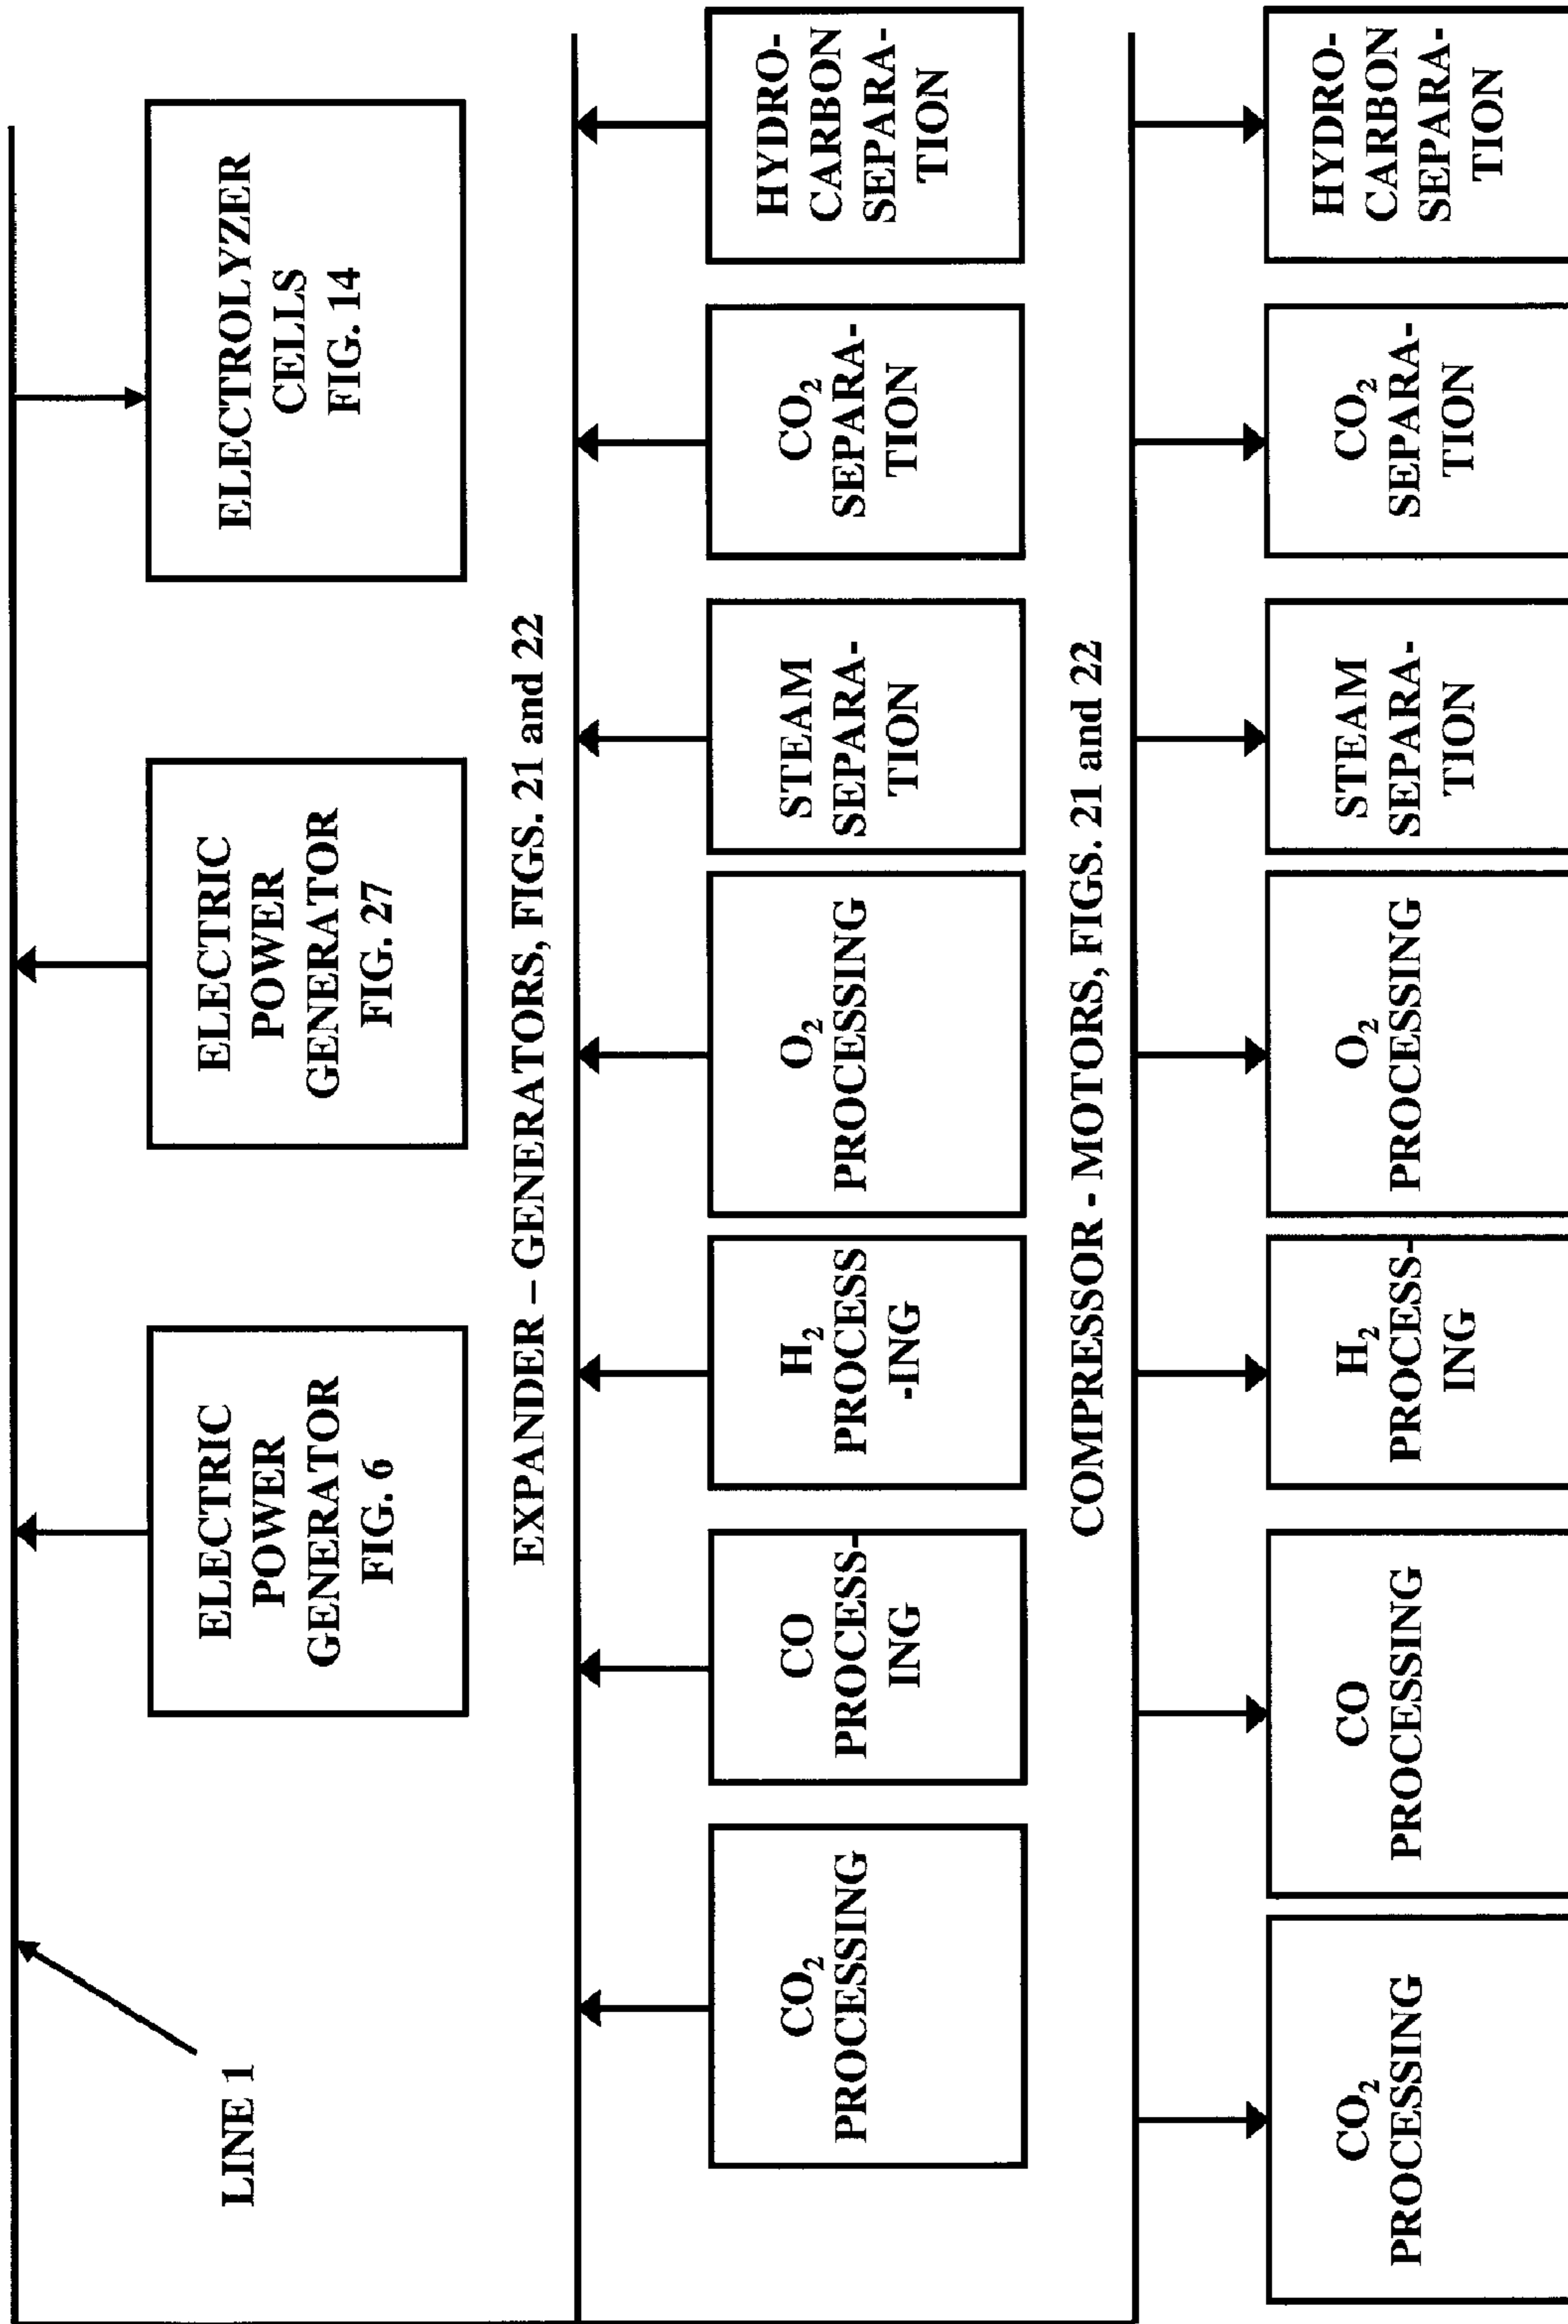 LINE 1
ELECTRIC
POWER
GENERATOR
FIG. 6
ELECTRIC
POWER
GENERATOR
FIG. 27
ELECTROLYZER
CELLS
FIG. 14
EXPANDER – GENERATORS, FIGS. 21 and 22
CO₂
PROCESSING
CO
PROCESS-
ING
H₂
PROCESS
-ING
O₂
PROCESSING
STEAM
SEPARA-
TION
CO₂
SEPARA-
TION
HYDRO-
CARBON
SEPARA-
TION
COMPRESSOR - MOTORS, FIGS. 21 and 22
CO₂
PROCESSING
CO
PROCESSING
H₂
PROCESS-
ING
O₂
PROCESSING
STEAM
SEPARA-
TION
CO₂
SEPARA-
TION
HYDRO-
CARBON
SEPARA-
TION